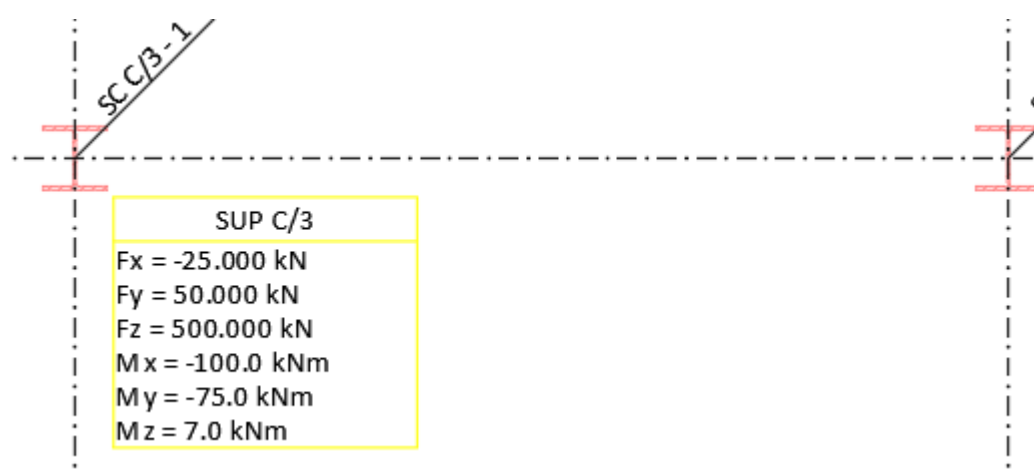 SC C/3 - 1
SUP C/3
Fx = -25.000 kN
Fy = 50.000 kN
Fz = 500.000 kN
Mx = -100.0 kNm
My = -75.0 kNm
Mz = 7.0 kNm